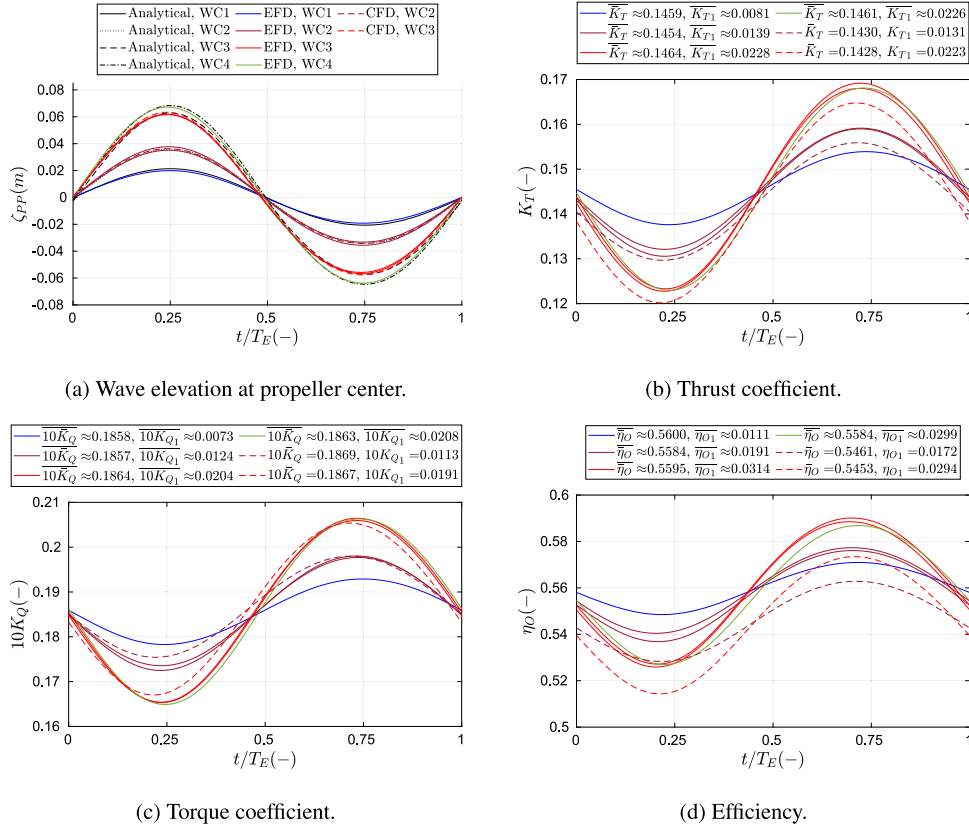 Analytical, WC1 EFD, WC1 CFD, WC2
Analytical, WC2 EFD, WC2 CFD, WC3
Analytical, WC3 EFD, WC3
Analytical, WC4 EFD, WC4
0.08
0.06
0.04
0.02
0
-0.02
-0.04
-0.06
-0.08
ζ_PP(m)
0 0.25 0.5 0.75 1
t/T_E(−)
(a) Wave elevation at propeller center.
K̄_T ≈0.1459, K_T1 ≈0.0081 K̄_T ≈0.1461, K_T1 ≈0.0226
K̄_T ≈0.1454, K_T1 ≈0.0139 K̄_T =0.1430, K_T1 =0.0131
K̄_T ≈0.1464, K_T1 ≈0.0228 K̄_T =0.1428, K_T1 =0.0223
0.17
0.16
0.15
0.14
0.13
0.12
K_T(−)
0 0.25 0.5 0.75 1
t/T_E(−)
(b) Thrust coefficient.
10K̄_Q ≈0.1858, 10K_Q1 ≈0.0073 10K̄_Q ≈0.1863, 10K_Q1 ≈0.0208
10K̄_Q ≈0.1857, 10K_Q1 ≈0.0124 10K̄_Q =0.1869, 10K_Q1 =0.0113
10K̄_Q ≈0.1864, 10K_Q1 ≈0.0204 10K̄_Q =0.1867, 10K_Q1 =0.0191
0.21
0.2
0.19
0.18
0.17
0.16
10K_Q(−)
0 0.25 0.5 0.75 1
t/T_E(−)
(c) Torque coefficient.
η̄_O ≈0.5600, η_O1 ≈0.0111 η̄_O ≈0.5584, η_O1 ≈0.0299
η̄_O ≈0.5584, η_O1 ≈0.0191 η̄_O =0.5461, η_O1 =0.0172
η̄_O ≈0.5595, η_O1 ≈0.0314 η̄_O =0.5453, η_O1 =0.0294
0.6
0.58
0.56
0.54
0.52
0.5
η_O(−)
0 0.25 0.5 0.75 1
t/T_E(−)
(d) Efficiency.